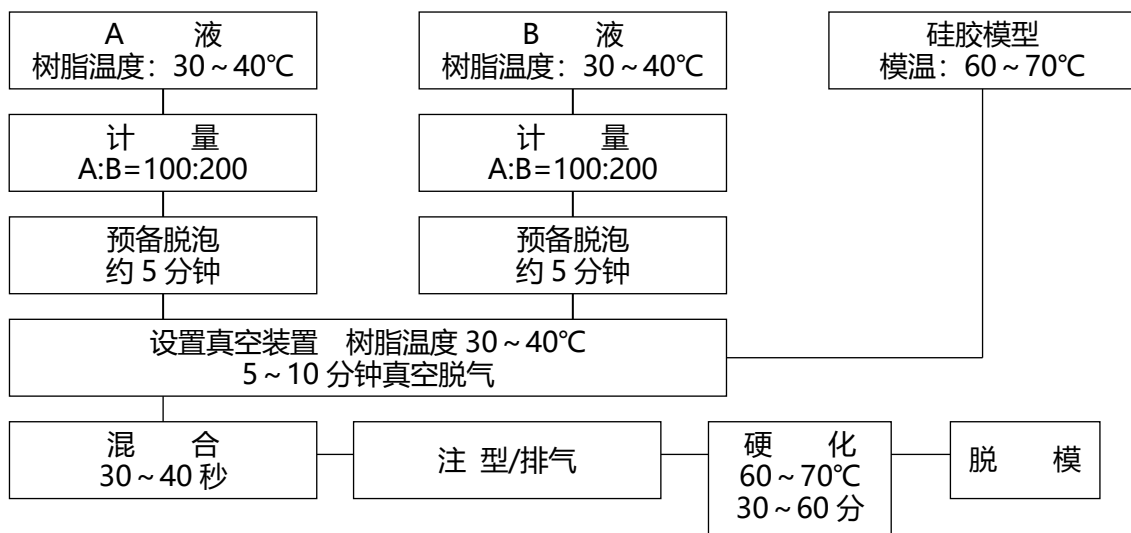 A 液
树脂温度：30～40℃
B 液
树脂温度：30～40℃
硅胶模型
模温：60～70℃
计 量
A:B=100:200
计 量
A:B=100:200
预备脱泡
约 5 分钟
预备脱泡
约 5 分钟
设置真空装置 树脂温度 30～40℃
5～10 分钟真空脱气
混 合
30～40 秒
注 型/排气
硬 化
60～70℃
30～60 分
脱 模